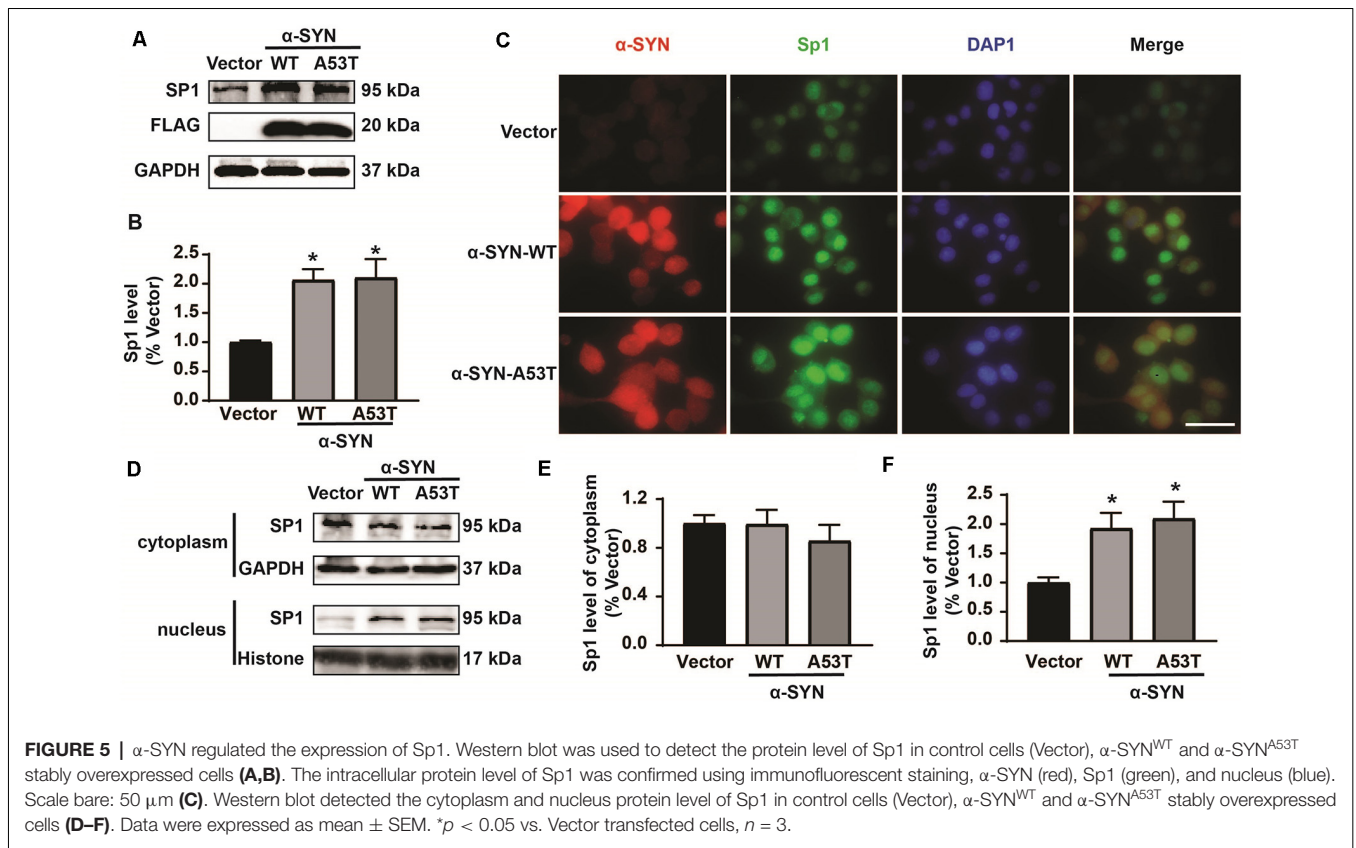 A
α-SYN
Vector WT A53T
SP1 95 kDa
FLAG 20 kDa
GAPDH 37 kDa
B
Sp1 level
(% Vector)
2.5
2.0
1.5
1.0
0.5
0.0
* *
Vector WT A53T
α-SYN
C
α-SYN Sp1 DAP1 Merge
Vector
α-SYN-WT
α-SYN-A53T
D
α-SYN
Vector WT A53T
cytoplasm
SP1 95 kDa
GAPDH 37 kDa
nucleus
SP1 95 kDa
Histone 17 kDa
E
Sp1 level of cytoplasm
(% Vector)
1.2
0.8
0.4
0.0
Vector WT A53T
α-SYN
F
Sp1 level of nucleus
(% Vector)
2.5
2.0
1.5
1.0
0.5
0.0
* *
Vector WT A53T
α-SYN
FIGURE 5 | α-SYN regulated the expression of Sp1. Western blot was used to detect the protein level of Sp1 in control cells (Vector), α-SYN^WT and α-SYN^A53T
stably overexpressed cells (A,B). The intracellular protein level of Sp1 was confirmed using immunofluorescent staining, α-SYN (red), Sp1 (green), and nucleus (blue).
Scale bare: 50 μm (C). Western blot detected the cytoplasm and nucleus protein level of Sp1 in control cells (Vector), α-SYN^WT and α-SYN^A53T stably overexpressed
cells (D–F). Data were expressed as mean ± SEM. *p < 0.05 vs. Vector transfected cells, n = 3.